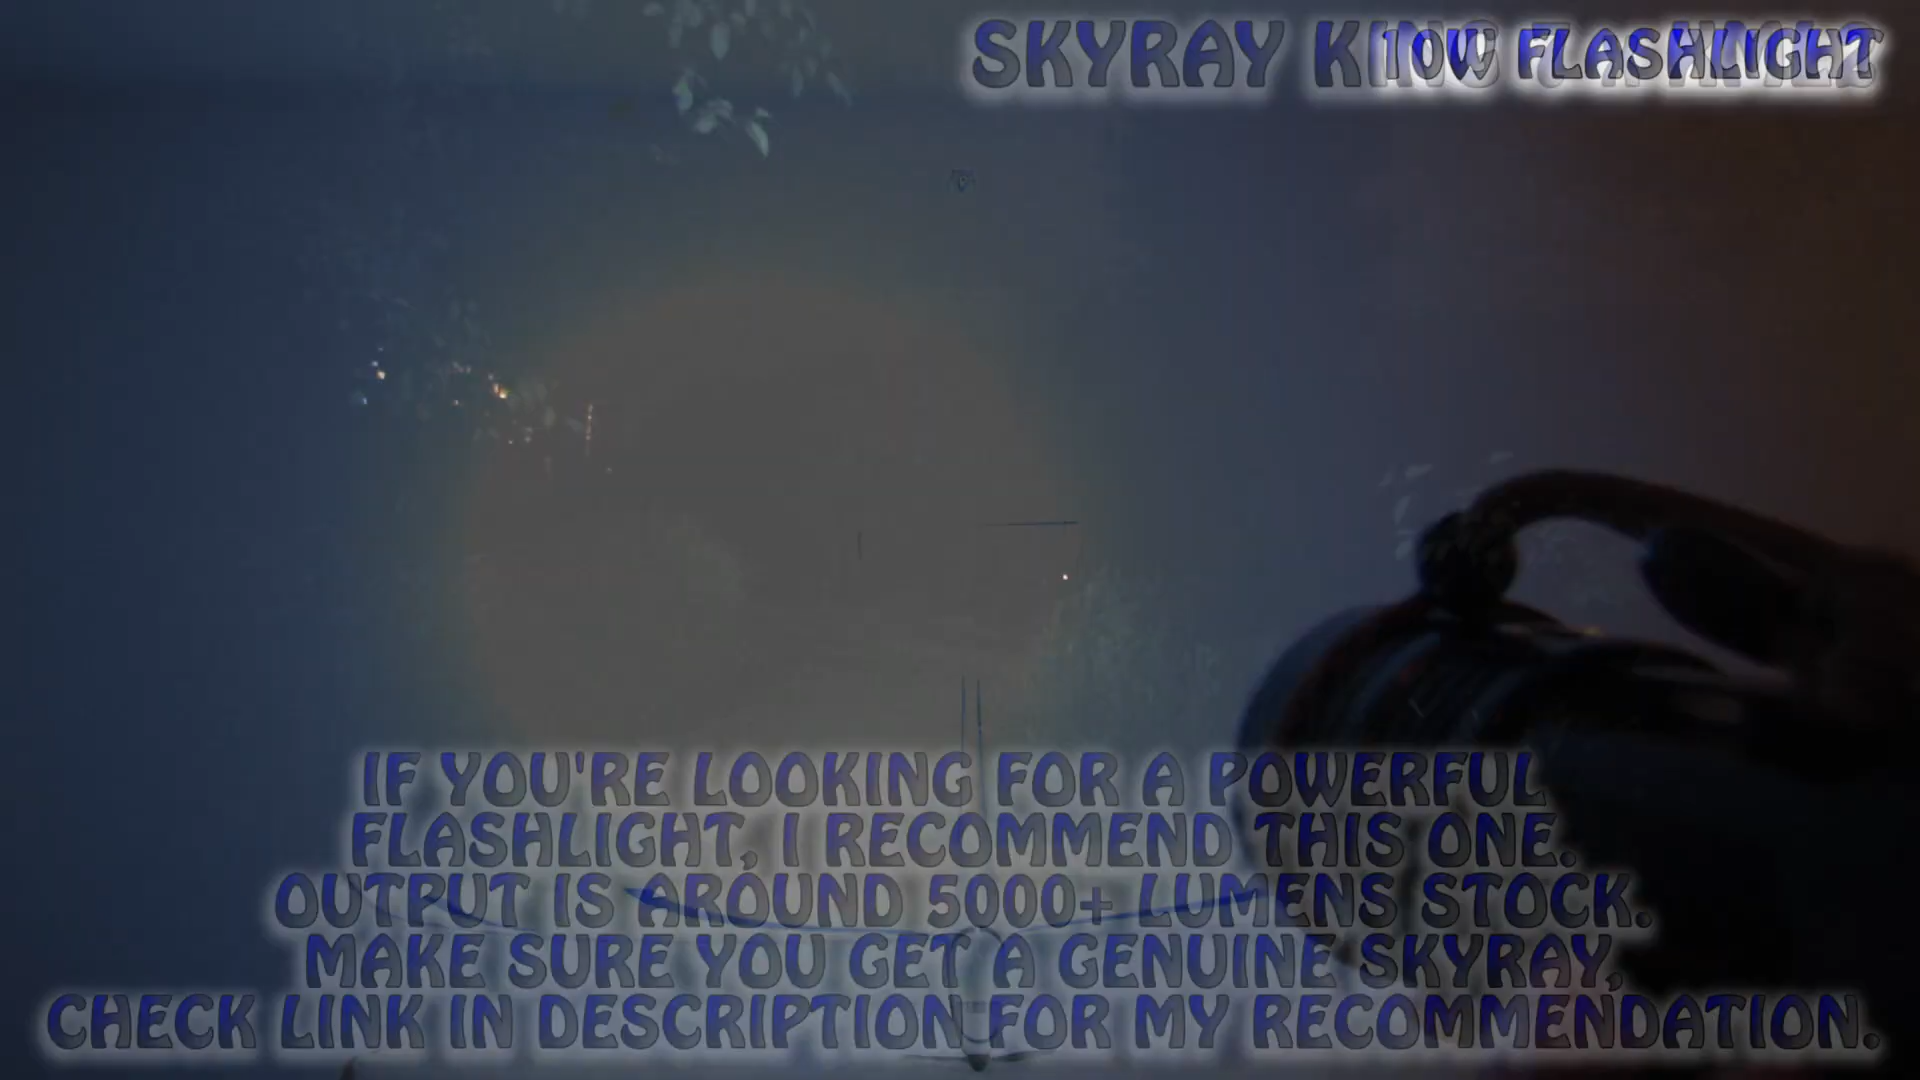 SKYRAY KING
10W FLASHLIGHT
IF YOU'RE LOOKING FOR A POWERFUL
FLASHLIGHT, I RECOMMEND THIS ONE.
OUTPUT IS AROUND 5000+ LUMENS STOCK.
MAKE SURE YOU GET A GENUINE SKYRAY,
CHECK LINK IN DESCRIPTION FOR MY RECOMMENDATION.